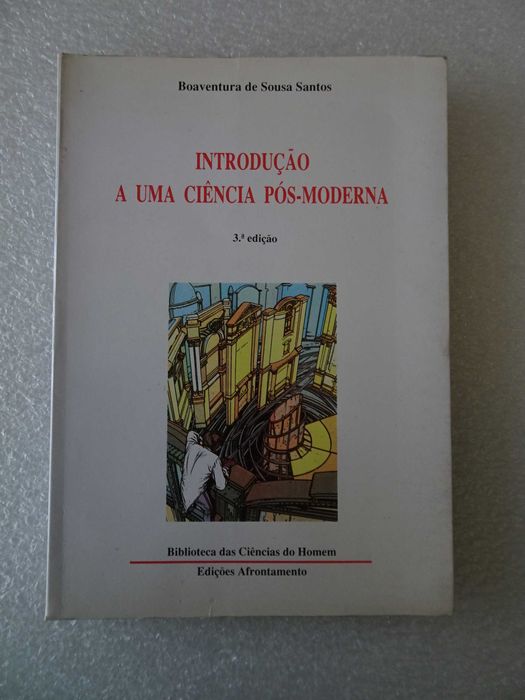 Boaventura de Sousa Santos
INTRODUÇÃO
A UMA CIÊNCIA PÓS-MODERNA
3.ª edição
Biblioteca das Ciências do Homem
Edições Afrontamento